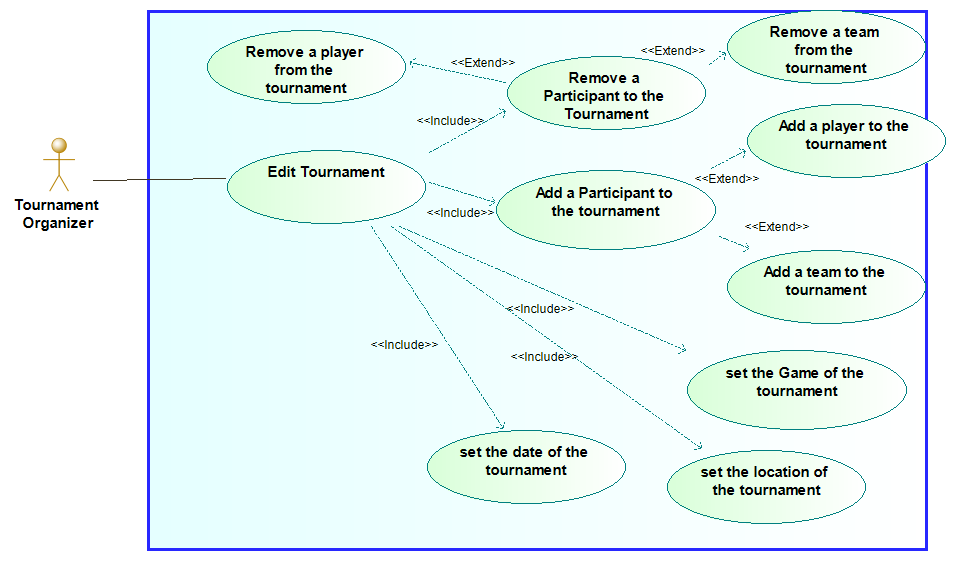 Remove a player
from the
tournament
<<Extend>>
Remove a
Participant to the
Tournament
<<Extend>>
Remove a team
from the
tournament
<<Include>>
Add a player to the
tournament
Tournament
Organizer
Edit Tournament
<<Include>>
Add a Participant to
the tournament
<<Extend>>
<<Extend>>
Add a team to the
tournament
<<Include>>
<<Include>>
<<Include>>
set the Game of the
tournament
set the date of the
tournament
set the location of
the tournament